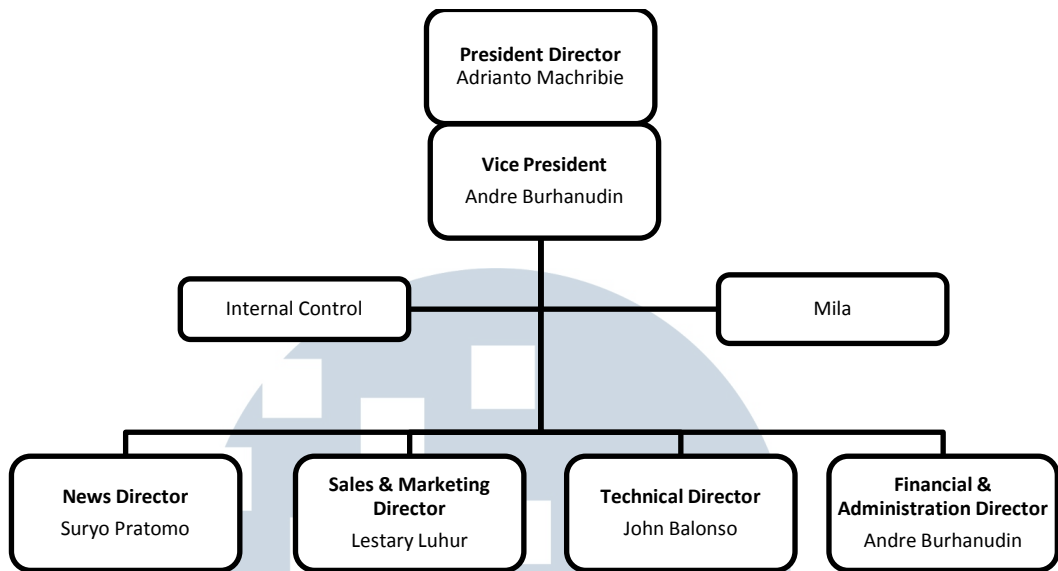 President Director
Adrianto Machribie
Vice President
Andre Burhanudin
Internal Control
Mila
News Director
Suryo Pratomo
Sales & Marketing
Director
Lestary Luhur
Technical Director
John Balonso
Financial &
Administration Director
Andre Burhanudin